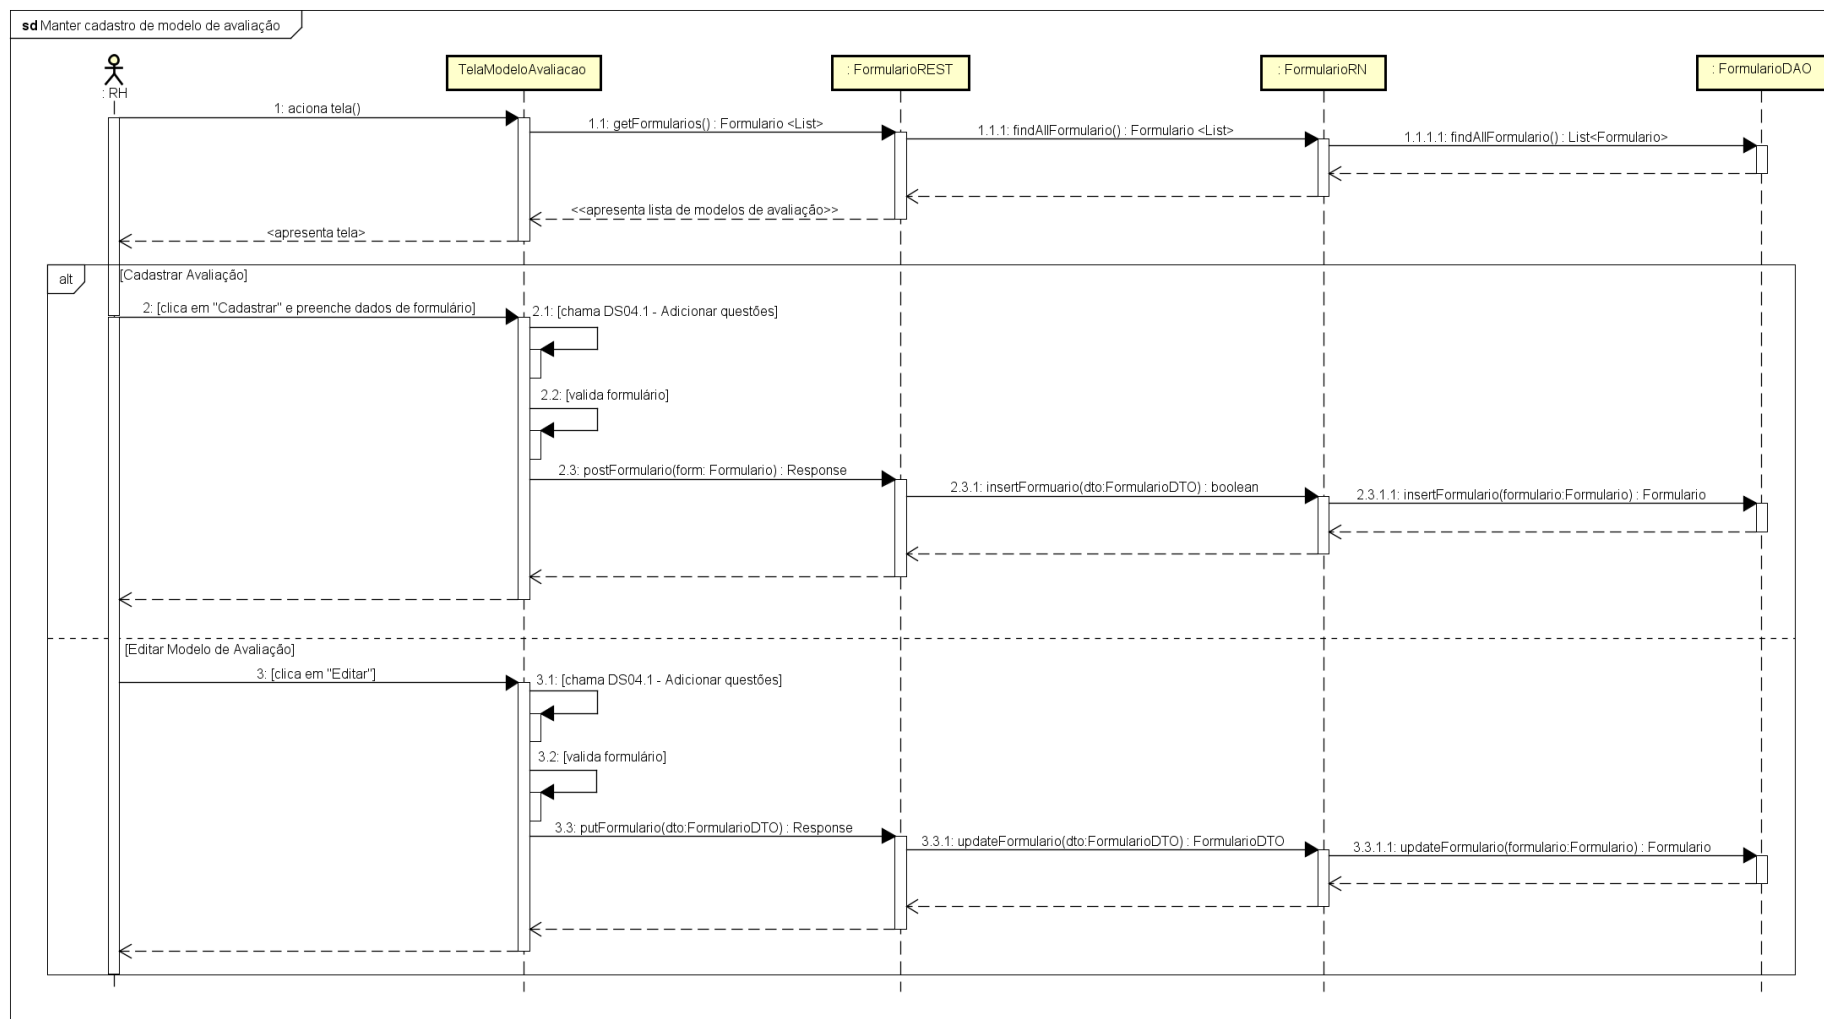 sd Manter cadastro de modelo de avaliação
: RH
TelaModeloAvaliacao
: FormularioREST
: FormularioRN
: FormularioDAO
1: aciona tela()
1.1: getFormularios() : Formulario <List>
1.1.1: findAllFormulario() : Formulario <List>
1.1.1.1: findAllFormulario() : List<Formulario>
<<apresenta lista de modelos de avaliação>>
<apresenta tela>
alt
[Cadastrar Avaliação]
2: [clica em "Cadastrar" e preenche dados de formulário]
2.1: [chama DS04.1 - Adicionar questões]
2.2: [valida formulário]
2.3: postFormulario(form: Formulario) : Response
2.3.1: insertFormuario(dto:FormularioDTO) : boolean
2.3.1.1: insertFormulario(formulario:Formulario) : Formulario
[Editar Modelo de Avaliação]
3: [clica em "Editar"]
3.1: [chama DS04.1 - Adicionar questões]
3.2: [valida formulário]
3.3: putFormulario(dto:FormularioDTO) : Response
3.3.1: updateFormulario(dto:FormularioDTO) : FormularioDTO
3.3.1.1: updateFormulario(formulario:Formulario) : Formulario